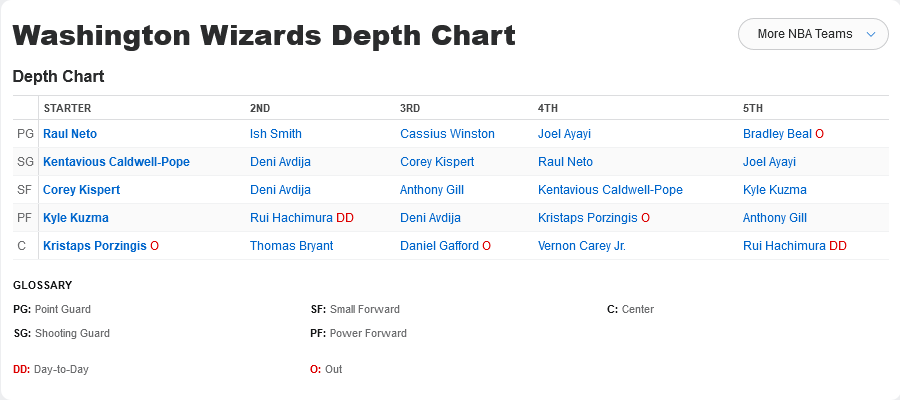 Washington Wizards Depth Chart
More NBA Teams
Depth Chart
STARTER 2ND 3RD 4TH 5TH
PG Raul Neto Ish Smith Cassius Winston Joel Ayayi Bradley Beal O
SG Kentavious Caldwell-Pope Deni Avdija Corey Kispert Raul Neto Joel Ayayi
SF Corey Kispert Deni Avdija Anthony Gill Kentavious Caldwell-Pope Kyle Kuzma
PF Kyle Kuzma Rui Hachimura DD Deni Avdija Kristaps Porzingis O Anthony Gill
C Kristaps Porzingis O Thomas Bryant Daniel Gafford O Vernon Carey Jr. Rui Hachimura DD
GLOSSARY
PG: Point Guard SF: Small Forward C: Center
SG: Shooting Guard PF: Power Forward
DD: Day-to-Day O: Out